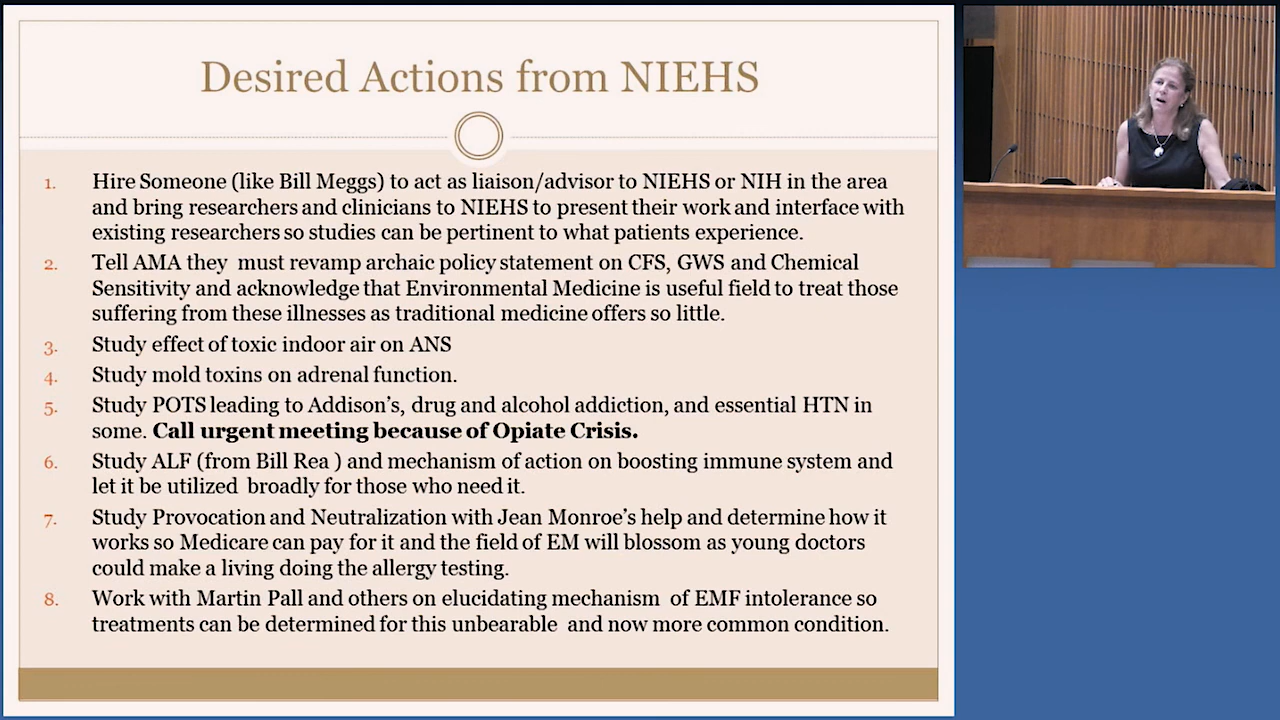 Desired Actions from NIEHS
1. Hire Someone (like Bill Meggs) to act as liaison/advisor to NIEHS or NIH in the area
and bring researchers and clinicians to NIEHS to present their work and interface with
existing researchers so studies can be pertinent to what patients experience.
2. Tell AMA they must revamp archaic policy statement on CFS, GWS and Chemical
Sensitivity and acknowledge that Environmental Medicine is useful field to treat those
suffering from these illnesses as traditional medicine offers so little.
3. Study effect of toxic indoor air on ANS
4. Study mold toxins on adrenal function.
5. Study POTS leading to Addison's, drug and alcohol addiction, and essential HTN in
some. Call urgent meeting because of Opiate Crisis.
6. Study ALF (from Bill Rea ) and mechanism of action on boosting immune system and
let it be utilized broadly for those who need it.
7. Study Provocation and Neutralization with Jean Monroe's help and determine how it
works so Medicare can pay for it and the field of EM will blossom as young doctors
could make a living doing the allergy testing.
8. Work with Martin Pall and others on elucidating mechanism of EMF intolerance so
treatments can be determined for this unbearable and now more common condition.